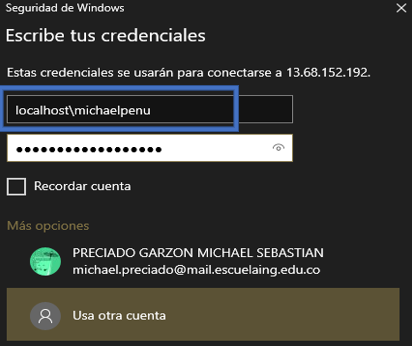 Seguridad de Windows
Escribe tus credenciales
Estas credenciales se usarán para conectarse a 13.68.152.192.
localhost\michaelpenu
●●●●●●●●●●●●●●●●●●
Recordar cuenta
Más opciones
PRECIADO GARZON MICHAEL SEBASTIAN
michael.preciado@mail.escuelaing.edu.co
Usa otra cuenta